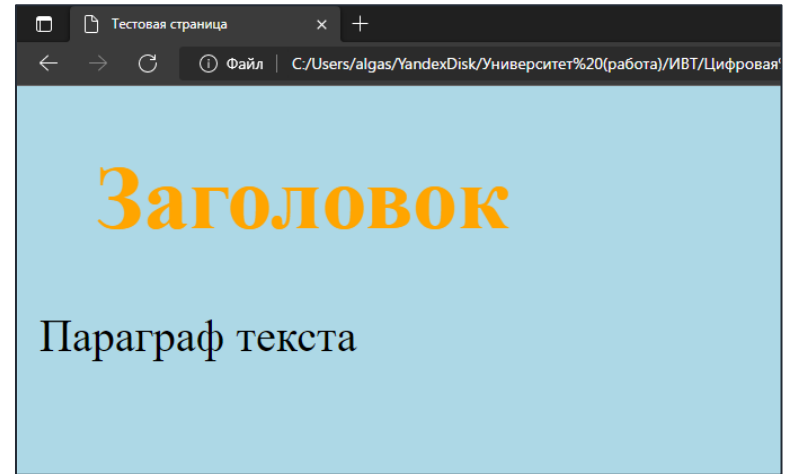 Тестовая страница
Файл C:/Users/algas/YandexDisk/Университет%20(работа)/ИВТ/Цифровая%
Заголовок
Параграф текста